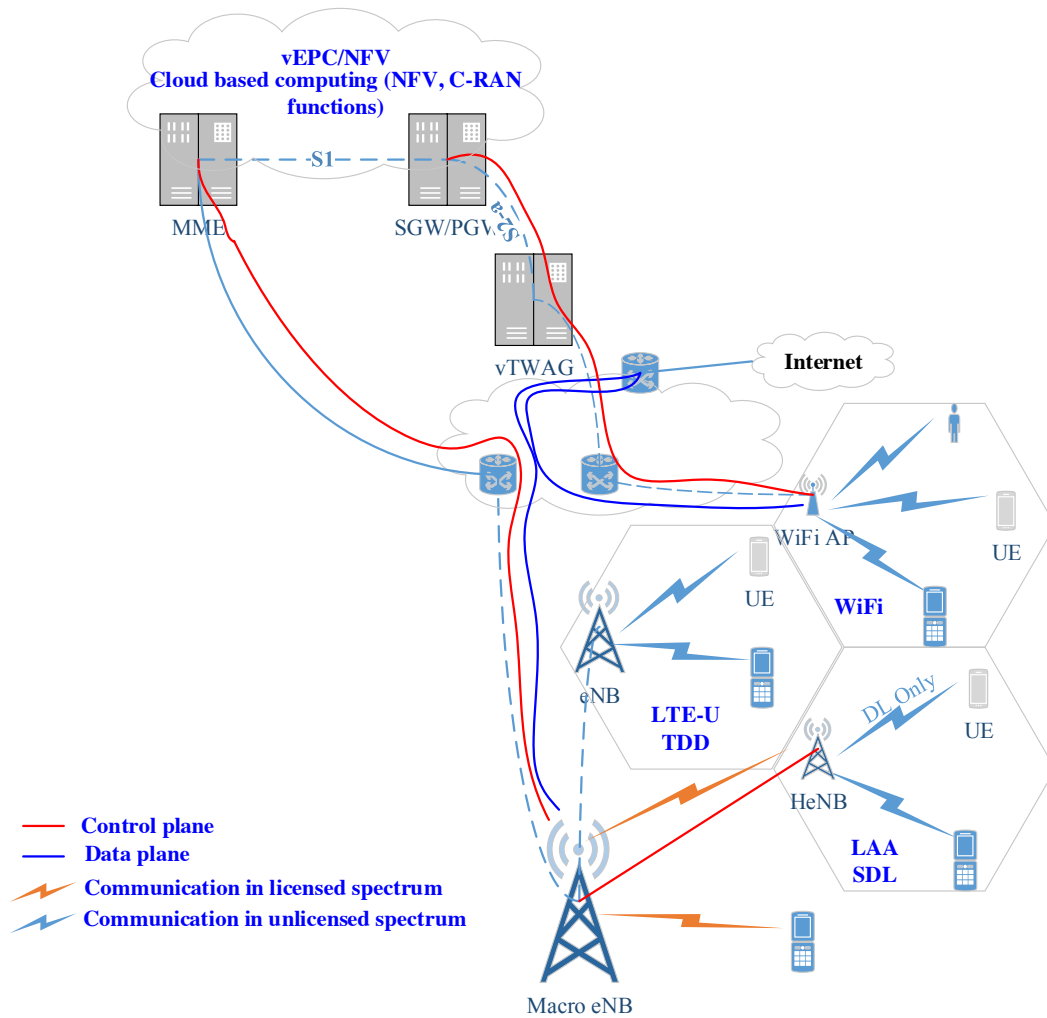 vEPC/NFV
Cloud based computing (NFV, C-RAN
functions)
S1
MME
SGW/PGW
S2-a
vTWAG
Internet
WiFi AP
UE
WiFi
UE
eNB
LTE-U
TDD
DL Only
UE
HeNB
LAA
SDL
Control plane
Data plane
Communication in licensed spectrum
Communication in unlicensed spectrum
Macro eNB